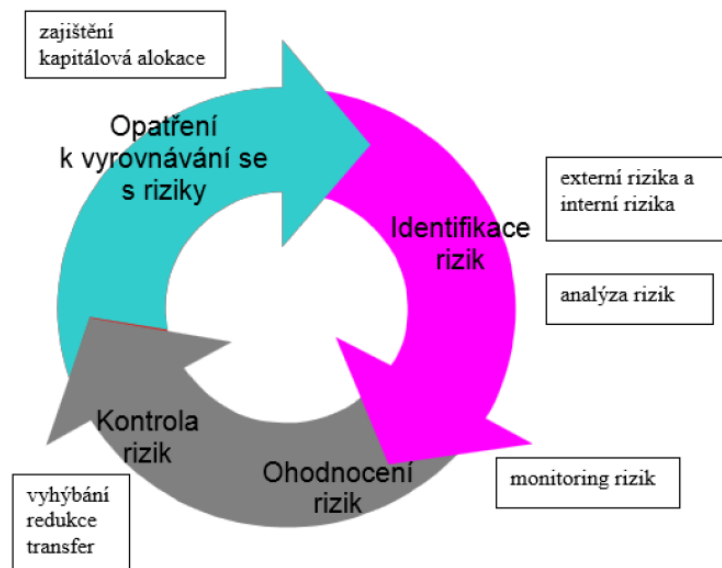 zajištění
kapitálová alokace
Opatření
k vyrovnávání se
s riziky
externí rizika a
interní rizika
Identifikace
rizik
analýza rizik
Kontrola
rizik
Ohodnocení
rizik
monitoring rizik
vyhýbání
redukce
transfer